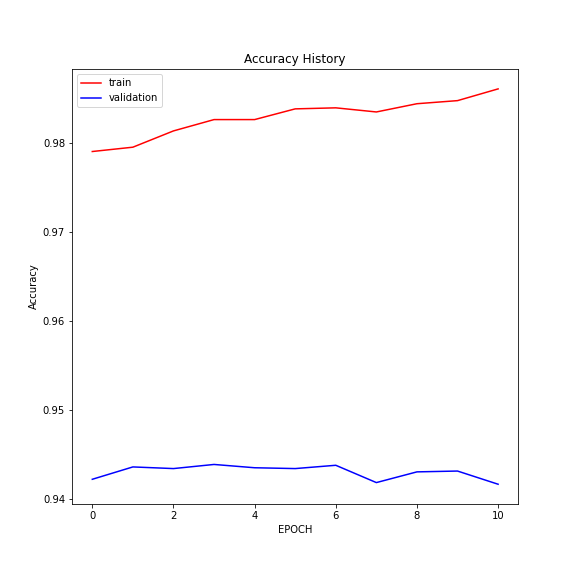 Accuracy History
train
validation
0.98
0.97
0.96
0.95
0.94
Accuracy
0 2 4 6 8 10
EPOCH